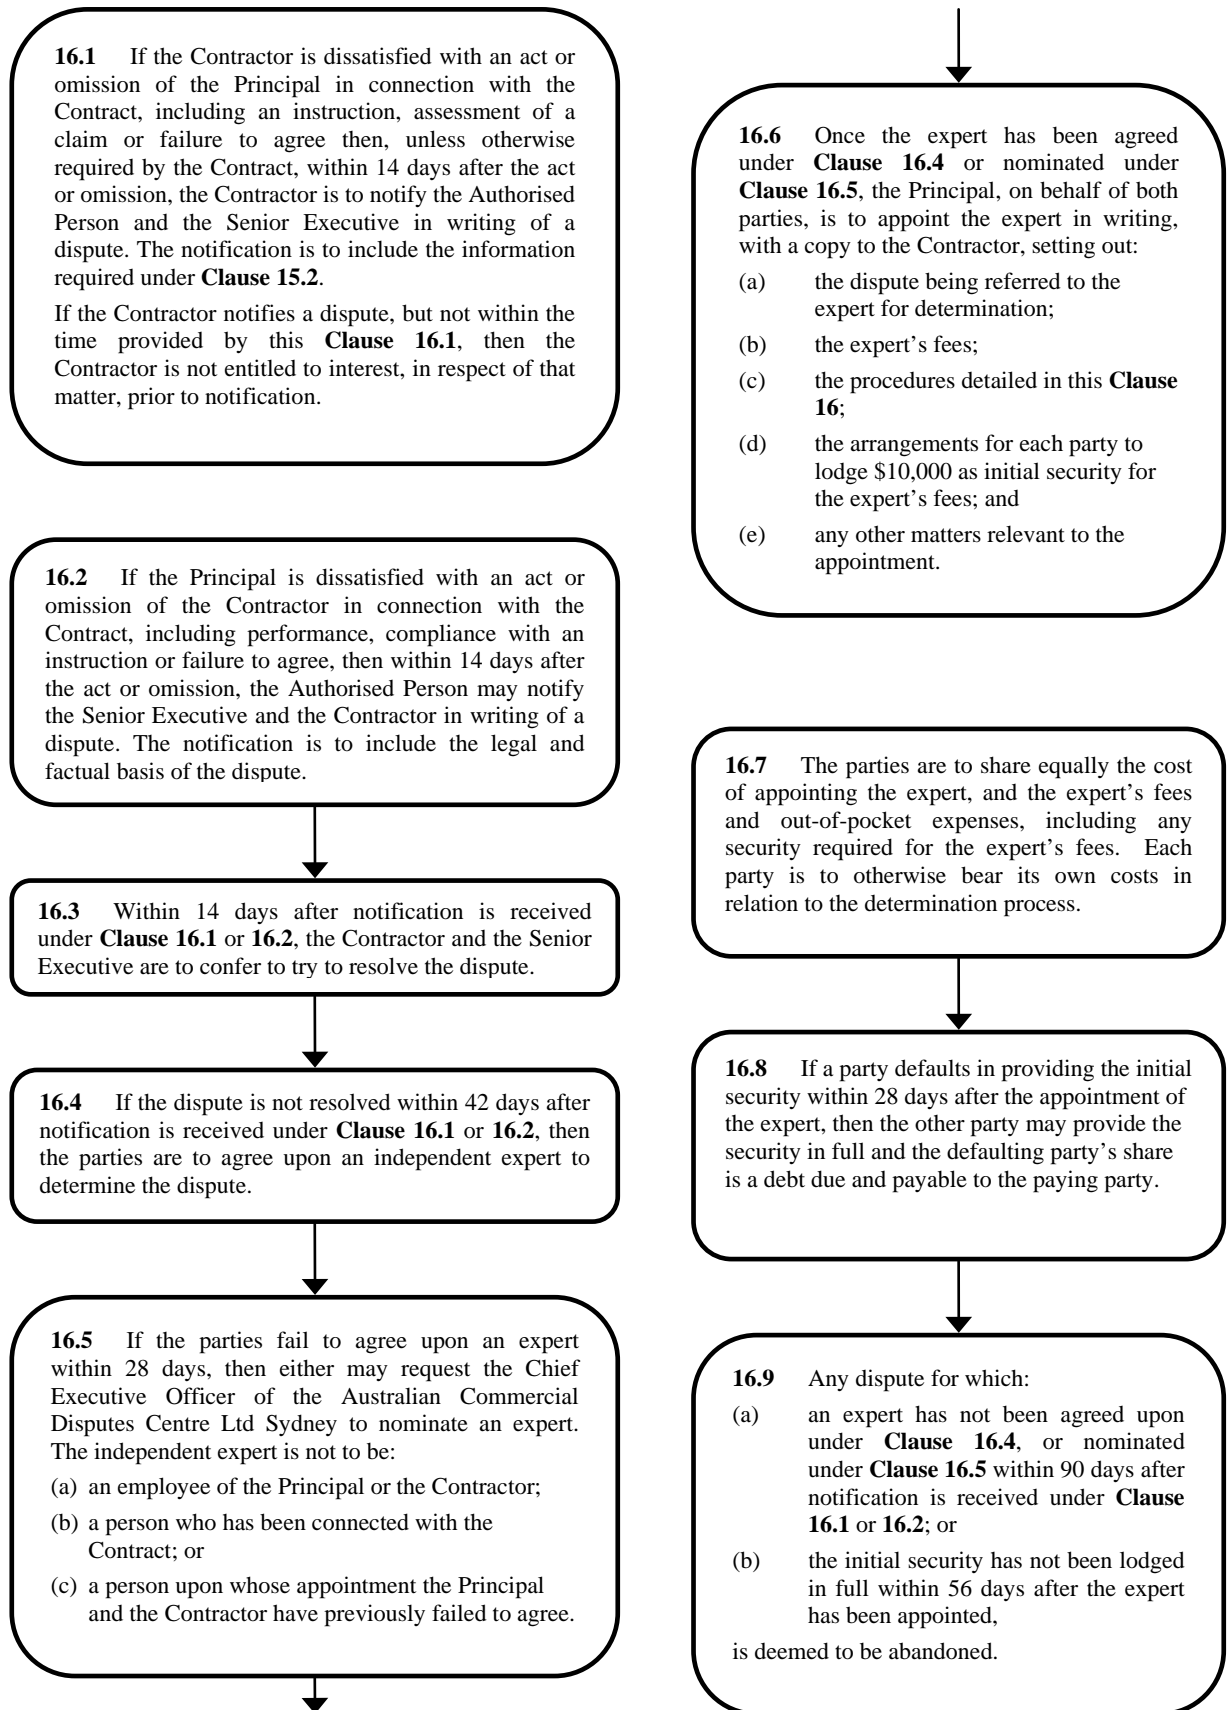 16.1 If the Contractor is dissatisfied with an act or
omission of the Principal in connection with the
Contract, including an instruction, assessment of a
claim or failure to agree then, unless otherwise
required by the Contract, within 14 days after the act
or omission, the Contractor is to notify the Authorised
Person and the Senior Executive in writing of a
dispute. The notification is to include the information
required under Clause 15.2.
If the Contractor notifies a dispute, but not within the
time provided by this Clause 16.1, then the
Contractor is not entitled to interest, in respect of that
matter, prior to notification.
16.2 If the Principal is dissatisfied with an act or
omission of the Contractor in connection with the
Contract, including performance, compliance with an
instruction or failure to agree, then within 14 days after
the act or omission, the Authorised Person may notify
the Senior Executive and the Contractor in writing of a
dispute. The notification is to include the legal and
factual basis of the dispute.
16.3 Within 14 days after notification is received
under Clause 16.1 or 16.2, the Contractor and the Senior
Executive are to confer to try to resolve the dispute.
16.4 If the dispute is not resolved within 42 days after
notification is received under Clause 16.1 or 16.2, then
the parties are to agree upon an independent expert to
determine the dispute.
16.5 If the parties fail to agree upon an expert
within 28 days, then either may request the Chief
Executive Officer of the Australian Commercial
Disputes Centre Ltd Sydney to nominate an expert.
The independent expert is not to be:
(a) an employee of the Principal or the Contractor;
(b) a person who has been connected with the
Contract; or
(c) a person upon whose appointment the Principal
and the Contractor have previously failed to agree.
16.6 Once the expert has been agreed
under Clause 16.4 or nominated under
Clause 16.5, the Principal, on behalf of both
parties, is to appoint the expert in writing,
with a copy to the Contractor, setting out:
(a) the dispute being referred to the
expert for determination;
(b) the expert’s fees;
(c) the procedures detailed in this Clause
16;
(d) the arrangements for each party to
lodge $10,000 as initial security for
the expert’s fees; and
(e) any other matters relevant to the
appointment.
16.7 The parties are to share equally the cost
of appointing the expert, and the expert’s fees
and out-of-pocket expenses, including any
security required for the expert’s fees. Each
party is to otherwise bear its own costs in
relation to the determination process.
16.8 If a party defaults in providing the initial
security within 28 days after the appointment of
the expert, then the other party may provide the
security in full and the defaulting party’s share
is a debt due and payable to the paying party.
16.9 Any dispute for which:
(a) an expert has not been agreed upon
under Clause 16.4, or nominated
under Clause 16.5 within 90 days after
notification is received under Clause
16.1 or 16.2; or
(b) the initial security has not been lodged
in full within 56 days after the expert
has been appointed,
is deemed to be abandoned.